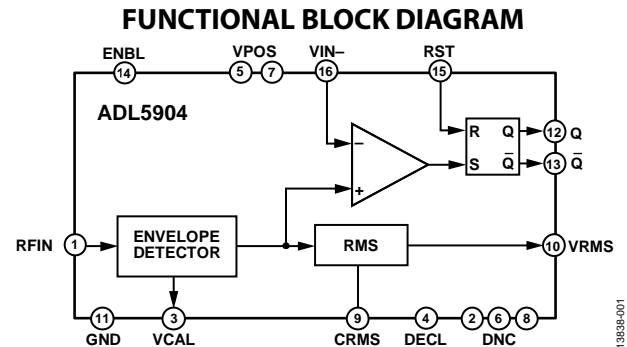 FUNCTIONAL BLOCK DIAGRAM
ENBL VPOS VIN– RST
14 5 7 16 15
ADL5904
R Q 12 Q
S Q̅ 13 Q̅
–
+
RFIN 1 ENVELOPE
DETECTOR
RMS
10 VRMS
11 3 9 4 2 6 8
GND VCAL CRMS DECL DNC
13838-001